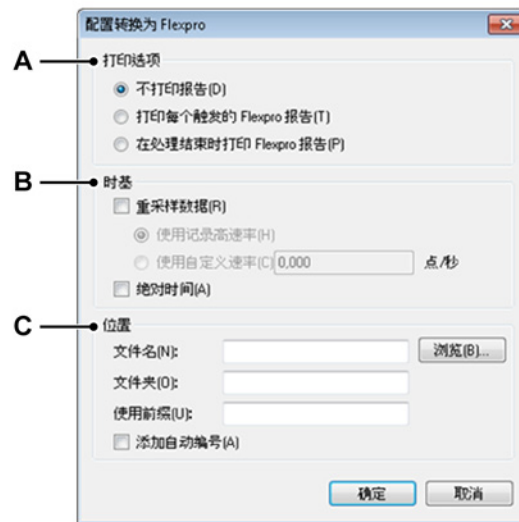 配置转换为 Flexpro
A
打印选项
不打印报告(D)
打印每个触发的 Flexpro 报告(T)
在处理结束时打印 Flexpro 报告(P)
B
时基
重采样数据(R)
使用记录高速率(H)
使用自定义速率(C) 0,000 点/秒
绝对时间(A)
C
位置
文件名(N): 浏览(B)...
文件夹(O):
使用前缀(U):
添加自动编号(A)
确定 取消